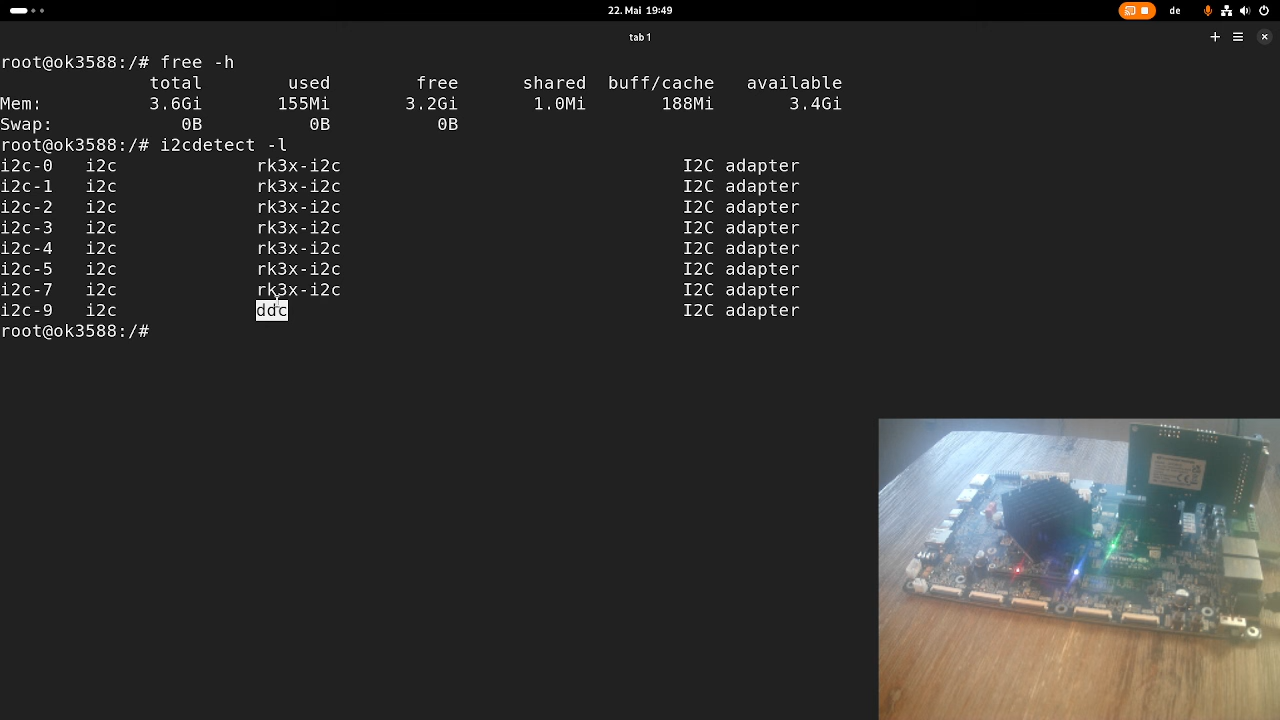 22. Mai 19:49
de
tab 1
root@ok3588:/# free -h
total used free shared buff/cache available
Mem: 3.6Gi 155Mi 3.2Gi 1.0Mi 188Mi 3.4Gi
Swap: 0B 0B 0B
root@ok3588:/# i2cdetect -l
i2c-0 i2c rk3x-i2c I2C adapter
i2c-1 i2c rk3x-i2c I2C adapter
i2c-2 i2c rk3x-i2c I2C adapter
i2c-3 i2c rk3x-i2c I2C adapter
i2c-4 i2c rk3x-i2c I2C adapter
i2c-5 i2c rk3x-i2c I2C adapter
i2c-7 i2c rk3x-i2c I2C adapter
i2c-9 i2c ddc I2C adapter
root@ok3588:/#